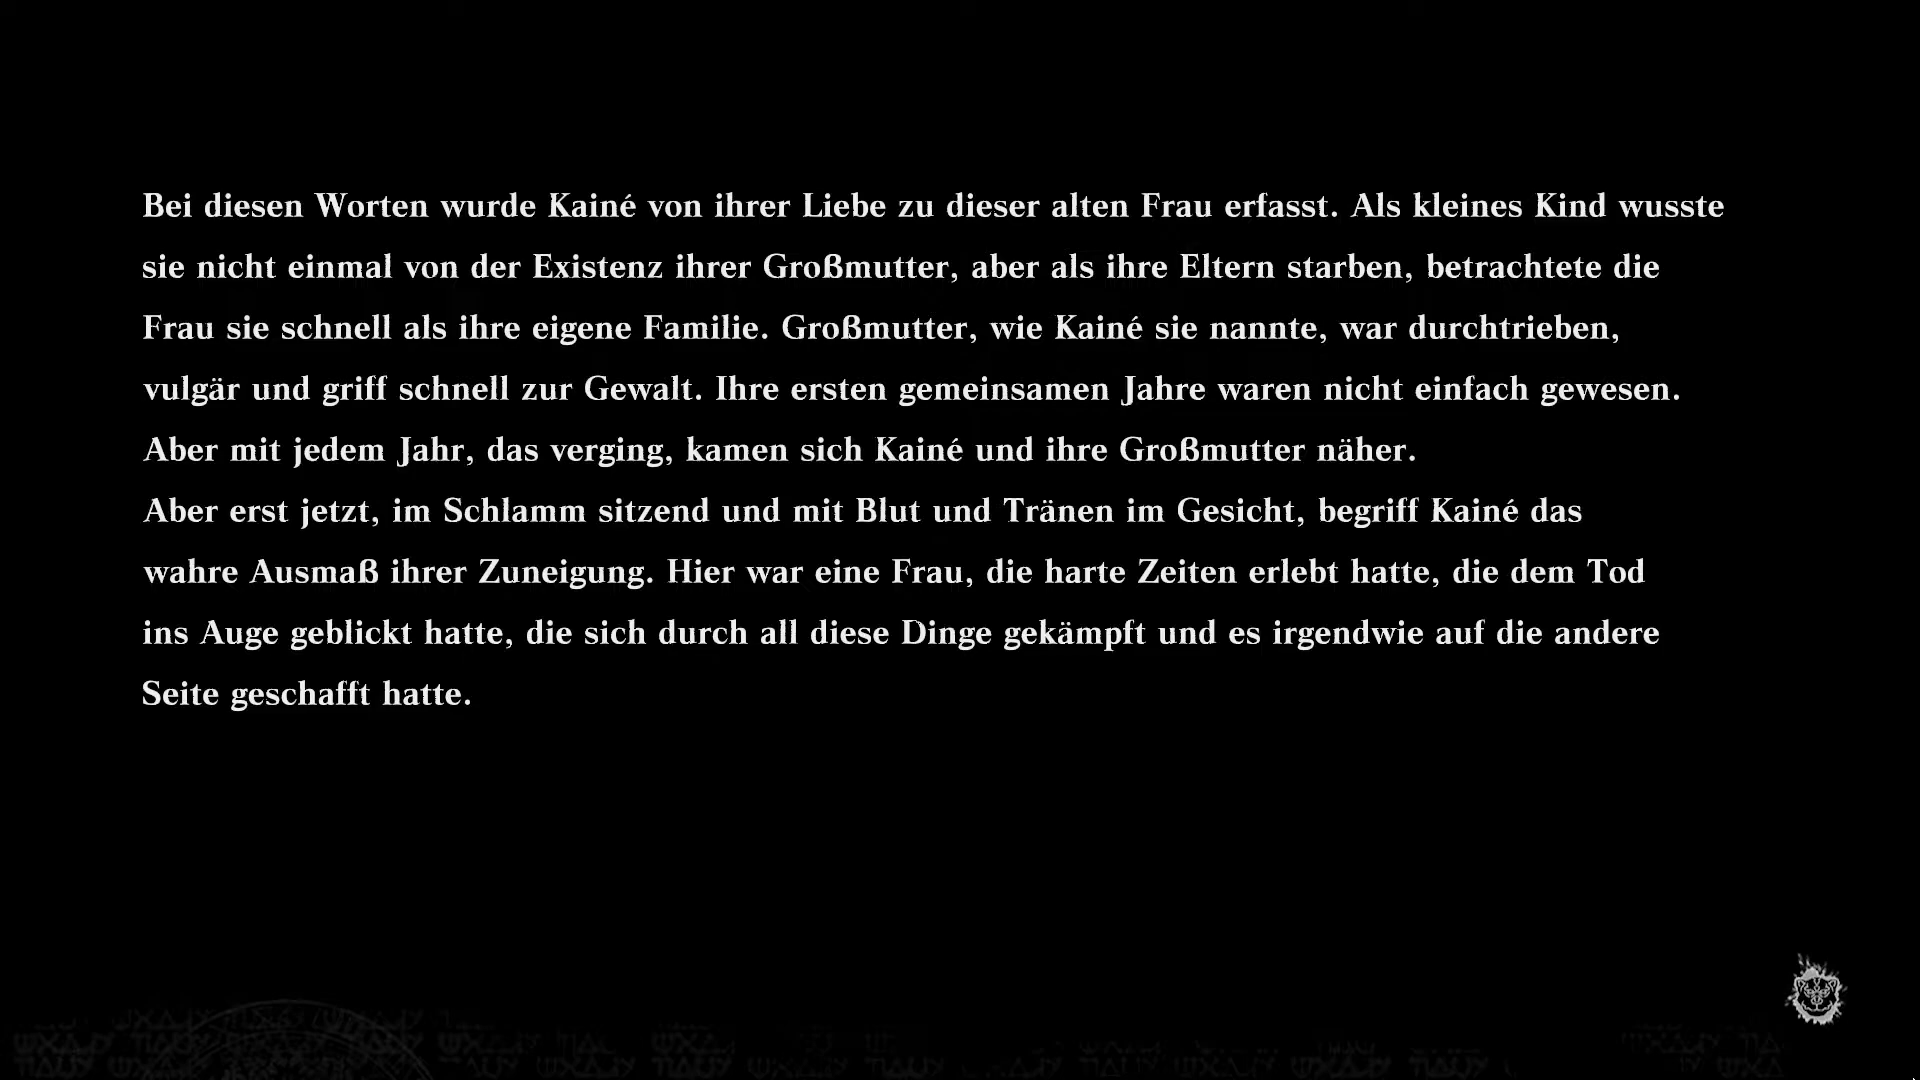 Bei diesen Worten wurde Kainé von ihrer Liebe zu dieser alten Frau erfasst. Als kleines Kind wusste
sie nicht einmal von der Existenz ihrer Großmutter, aber als ihre Eltern starben, betrachtete die
Frau sie schnell als ihre eigene Familie. Großmutter, wie Kainé sie nannte, war durchtrieben,
vulgär und griff schnell zur Gewalt. Ihre ersten gemeinsamen Jahre waren nicht einfach gewesen.
Aber mit jedem Jahr, das verging, kamen sich Kainé und ihre Großmutter näher.
Aber erst jetzt, im Schlamm sitzend und mit Blut und Tränen im Gesicht, begriff Kainé das
wahre Ausmaß ihrer Zuneigung. Hier war eine Frau, die harte Zeiten erlebt hatte, die dem Tod
ins Auge geblickt hatte, die sich durch all diese Dinge gekämpft und es irgendwie auf die andere
Seite geschafft hatte.